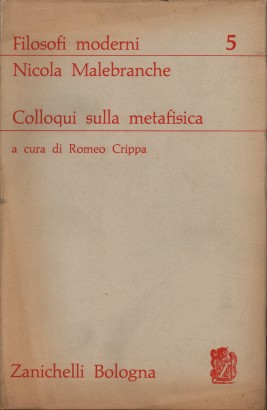 Filosofi moderni 5
Nicola Malebranche
Colloqui sulla metafisica
a cura di Romeo Crippa
Zanichelli Bologna